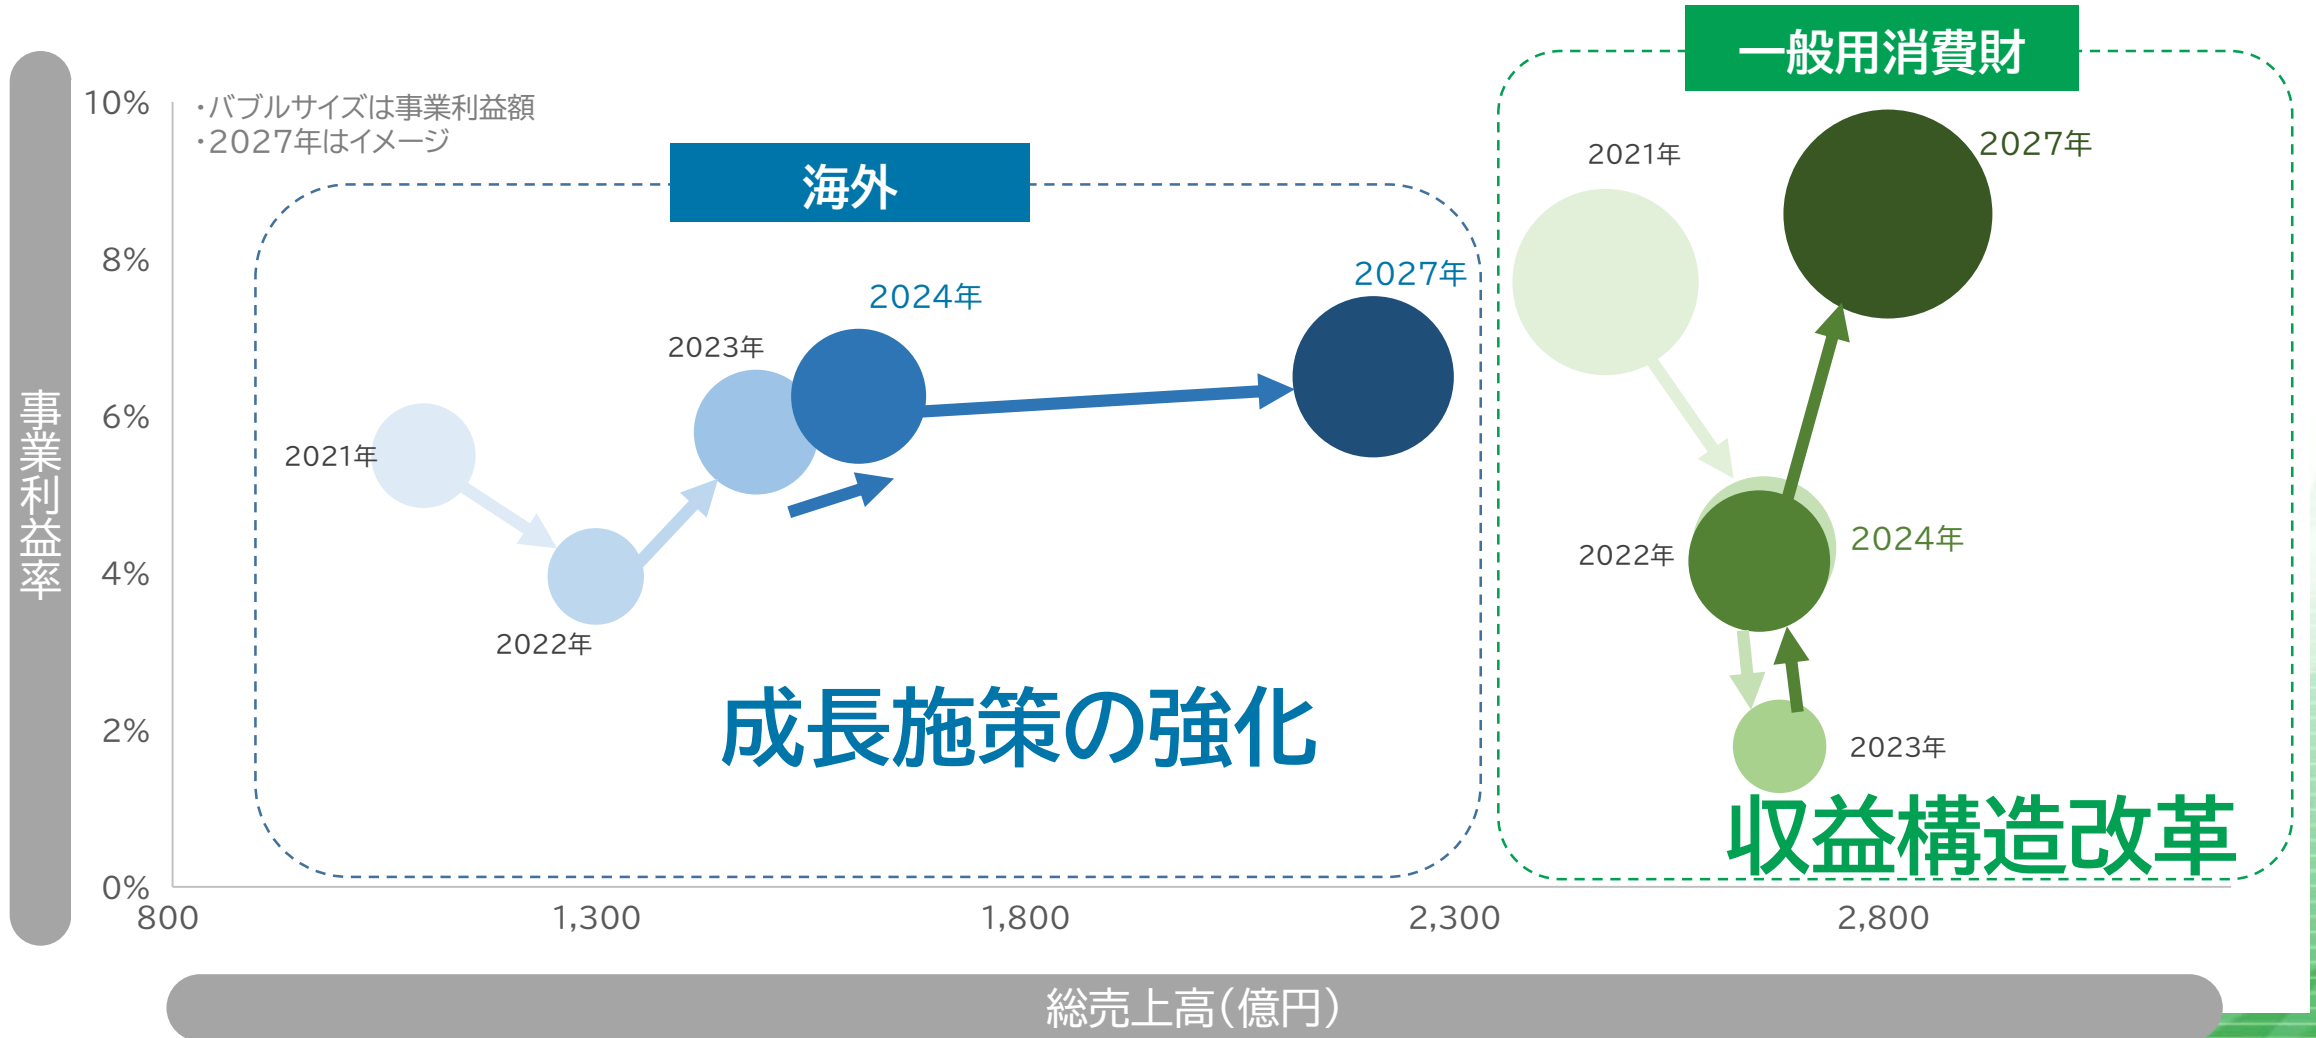 一般用消費財
10%
・バブルサイズは事業利益額
・2027年はイメージ
2021年
2027年
海外
8%
2027年
2024年
2023年
6%
2021年
事業利益率
2024年
2022年
4%
2022年
成長施策の強化
2%
2023年
収益構造改革
0%
800
1,300
1,800
2,300
2,800
総売上高（億円）